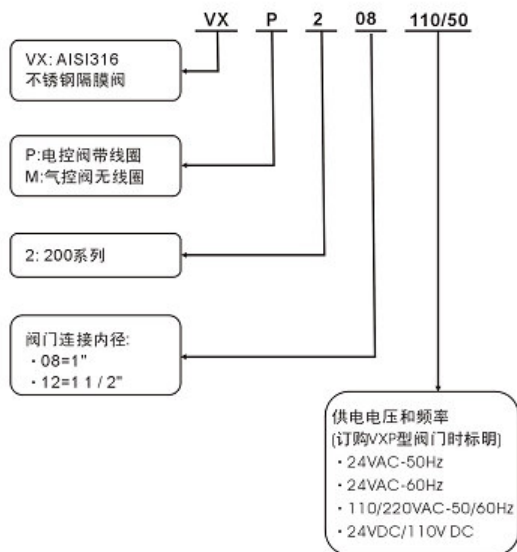 VX P 2 08 110/50
VX: AISI316
不锈钢隔膜阀
P:电控阀带线圈
M:气控阀无线圈
2: 200系列
阀门连接内径:
・08=1"
・12=1 1 / 2"
供电电压和频率
(订购VXP型阀门时标明)
・24VAC-50Hz
・24VAC-60Hz
・110/220VAC-50/60Hz
・24VDC/110V DC